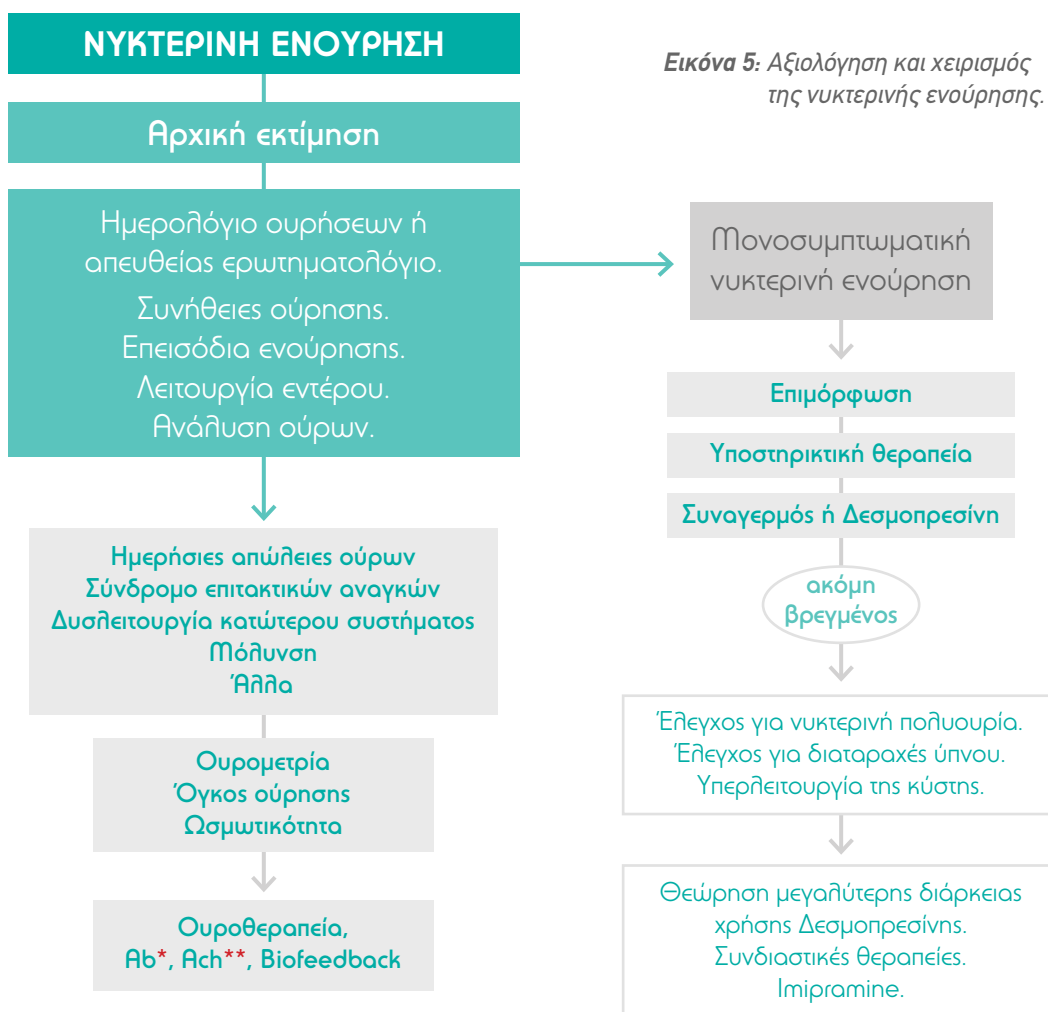 ΝΥΚΤΕΡΙΝΗ ΕΝΟΥΡΗΣΗ
Εικόνα 5: Αξιολόγηση και χειρισμός
της νυκτερινής ενούρησης.
Αρχική εκτίμηση
Ημερολόγιο ουρήσεων ή
απευθείας ερωτηματολόγιο.
Συνήθειες ούρησης.
Επεισόδια ενούρησης.
Λειτουργία εντέρου.
Ανάλυση ούρων.
Μονοσυμπτωματική
νυκτερινή ενούρηση
Επιμόρφωση
Υποστηρικτική θεραπεία
Συναγερμός ή Δεσμοπρεσίνη
ακόμη
βρεγμένος
Ημερήσιες απώλειες ούρων
Σύνδρομο επιτακτικών αναγκών
Δυσλειτουργία κατώτερου συστήματος
Μόλυνση
Άλλα
Ουρομετρία
Όγκος ούρησης
Ωσμωτικότητα
Ουροθεραπεία,
Ab*, Ach**, Biofeedback
Έλεγχος για νυκτερινή πολυουρία.
Έλεγχος για διαταραχές ύπνου.
Υπερλειτουργία της κύστης.
Θεώρηση μεγαλύτερης διάρκειας
χρήσης Δεσμοπρεσίνης.
Συνδιαστικές θεραπείες.
Imipramine.